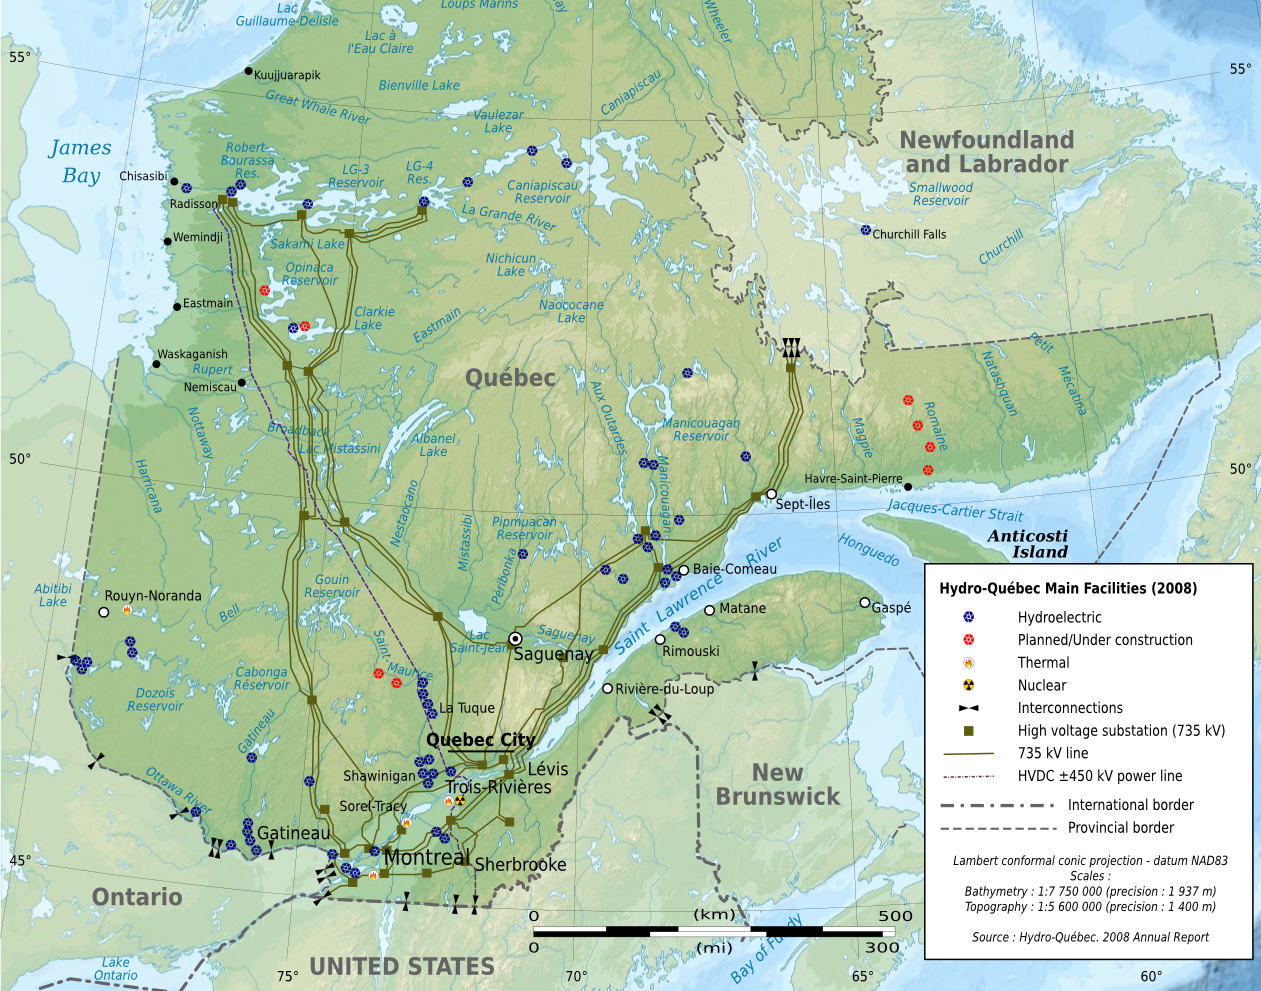 Lac
Guillaume-Delisle
Loups Marins
Wheeler
Lac à
l'Eau Claire
55°
55°
Kuujjuarapik
Bienville Lake
Great Whale River
Caniapiscau
Vaulezar
Lake
James
Bay
Newfoundland
and Labrador
Robert-
Bourassa
Res.
LG-3
Reservoir
LG-4
Res.
Chisasibi
Caniapiscau
Reservoir
Smallwood
Reservoir
Radisson
La Grande River
Wemindji
Sakami Lake
Churchill Falls
Churchill
Opinaca
Reservoir
Nichicun
Lake
Eastmain
Clarkie
Lake
Eastmain
Naococane
Lake
Waskaganish
Rupert
Nemiscau
Québec
Petit
Mécatina
Natashquan
Aux Outardes
Nottaway
Broadback
Lac Mistassini
Albanel
Lake
Manicouagan
Reservoir
Magpie
Romaine
50°
50°
Harricana
Manicouagan
Havre-Saint-Pierre
Sept-Îles
Jacques-Cartier Strait
Nestaocano
Mistassibi
Pipmuacan
Reservoir
Peribonka
Anticosti
Island
Honguedo
Abitibi
Lake
Rouyn-Noranda
Gouin
Reservoir
Bell
Baie-Comeau
Saint Lawrence River
Matane
Gaspé
Lac
Saint-Jean
Saguenay
Saguenay
Rimouski
Saint-Maurice
Cabonga
Réservoir
Dozois
Reservoir
Rivière-du-Loup
La Tuque
Gatineau
Quebec City
Lévis
Shawinigan
Trois-Rivières
New
Brunswick
Ottawa River
Sorel-Tracy
Gatineau
Montreal
Sherbrooke
45°
Ontario
Lake
Ontario
UNITED STATES
Bay of Fundy
0 (km) 500
0 (mi) 300
75°
70°
65°
60°
Hydro-Québec Main Facilities (2008)
Hydroelectric
Planned/Under construction
Thermal
Nuclear
Interconnections
High voltage substation (735 kV)
735 kV line
HVDC ±450 kV power line
International border
Provincial border
Lambert conformal conic projection - datum NAD83
Scales :
Bathymetry : 1:7 750 000 (precision : 1 937 m)
Topography : 1:5 600 000 (precision : 1 400 m)
Source : Hydro-Québec. 2008 Annual Report